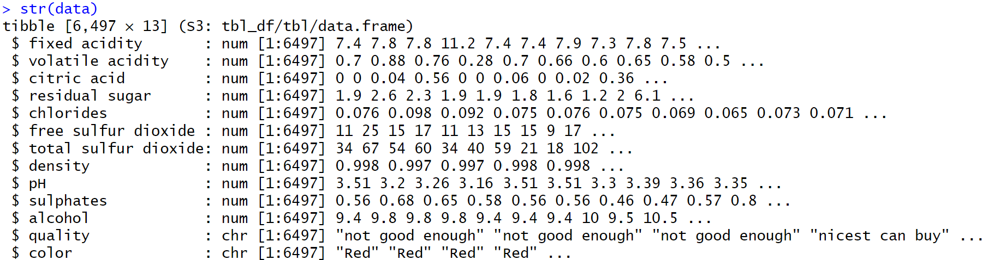 > str(data)
tibble [6,497 × 13] (S3: tbl_df/tbl/data.frame)
 $ fixed acidity       : num [1:6497] 7.4 7.8 7.8 11.2 7.4 7.4 7.9 7.3 7.8 7.5 ...
 $ volatile acidity    : num [1:6497] 0.7 0.88 0.76 0.28 0.7 0.66 0.6 0.65 0.58 0.5 ...
 $ citric acid         : num [1:6497] 0 0 0.04 0.56 0 0 0.06 0 0.02 0.36 ...
 $ residual sugar      : num [1:6497] 1.9 2.6 2.3 1.9 1.9 1.8 1.6 1.2 2 6.1 ...
 $ chlorides           : num [1:6497] 0.076 0.098 0.092 0.075 0.076 0.075 0.069 0.065 0.073 0.071 ...
 $ free sulfur dioxide : num [1:6497] 11 25 15 17 11 13 15 15 9 17 ...
 $ total sulfur dioxide: num [1:6497] 34 67 54 60 34 40 59 21 18 102 ...
 $ density             : num [1:6497] 0.998 0.997 0.997 0.998 0.998 ...
 $ pH                  : num [1:6497] 3.51 3.2 3.26 3.16 3.51 3.51 3.3 3.39 3.36 3.35 ...
 $ sulphates           : num [1:6497] 0.56 0.68 0.65 0.58 0.56 0.56 0.46 0.47 0.57 0.8 ...
 $ alcohol             : num [1:6497] 9.4 9.8 9.8 9.8 9.4 9.4 9.4 10 9.5 10.5 ...
 $ quality             : chr [1:6497] "not good enough" "not good enough" "not good enough" "nicest can buy" ...
 $ color               : chr [1:6497] "Red" "Red" "Red" "Red" ...